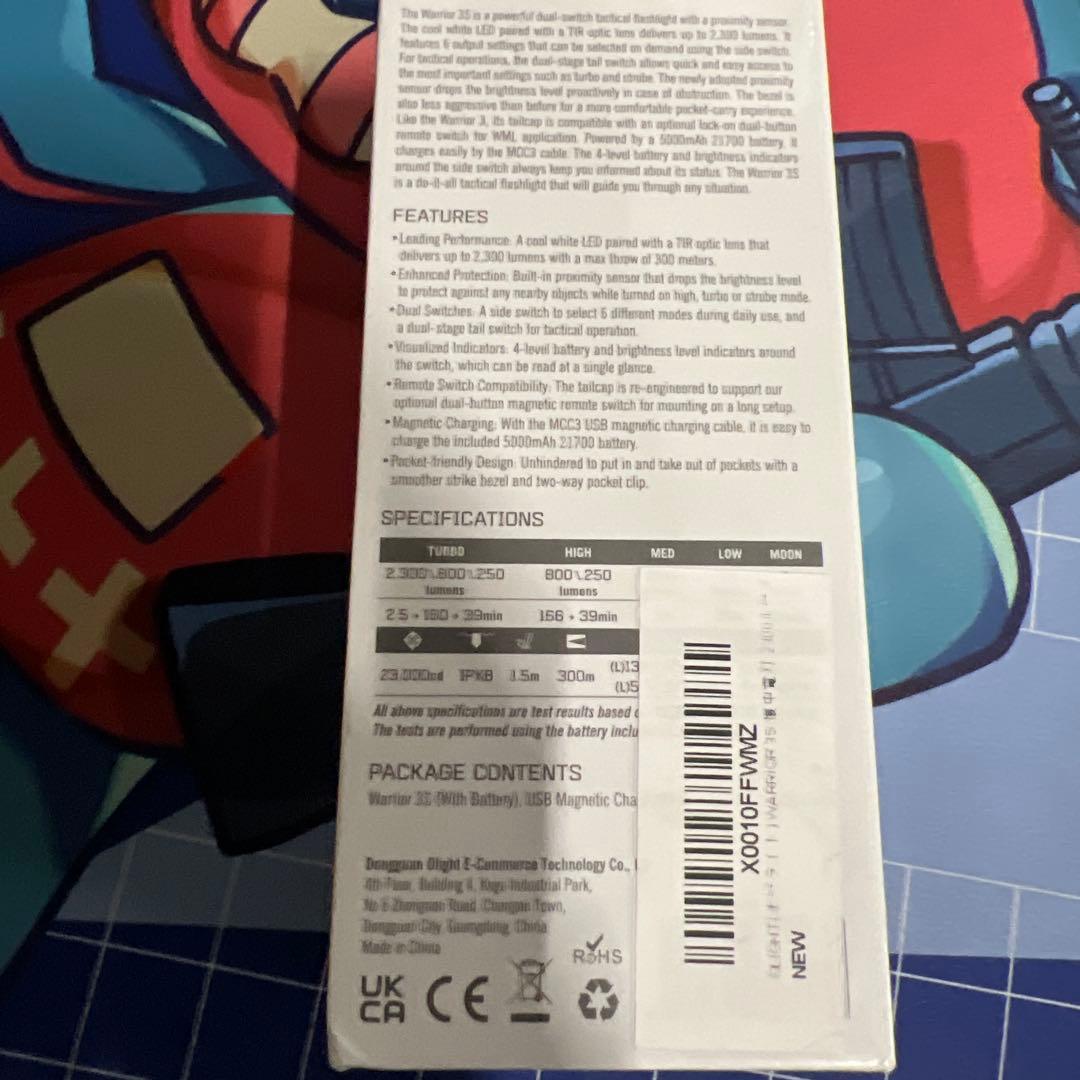 The Warrior 3S is a powerful dual-switch tactical flashlight with a proximity sensor.
The cool white LED paired with a TIR optic lens delivers up to 2,300 lumens. It
features 6 output settings that can be selected on demand using the side switch.
For tactical operations, the dual-stage tail switch allows quick and easy access to
the most important settings such as turbo and strobe. The newly adopted proximity
sensor drops the brightness level proactively in case of obstruction. The bezel is
also less aggressive than before for a more comfortable pocket-carry experience.
Like the Warrior 3, its tailcap is compatible with an optional lock-on dual-button
remote switch for WML application. Powered by a 5000mAh 21700 battery, it
charges easily by the MCC3 cable. The 4-level battery and brightness indicators
around the side switch always keep you informed about its status. The Warrior 3S
is a do-it-all tactical flashlight that will guide you through any situation.
FEATURES
• Leading Performance: A cool white LED paired with a TIR optic lens that
delivers up to 2,300 lumens with a max throw of 300 meters.
• Enhanced Protection: Built-in proximity sensor that drops the brightness level
to protect against any nearby objects while turned on high, turbo or strobe mode.
• Dual Switches: A side switch to select 6 different modes during daily use, and
a dual-stage tail switch for tactical operation.
• Visualized Indicators: 4-level battery and brightness level indicators around
the switch, which can be read at a single glance.
• Remote Switch Compatibility: The tailcap is re-engineered to support our
optional dual-button magnetic remote switch for mounting on a long setup.
• Magnetic Charging: With the MCC3 USB magnetic charging cable, it is easy to
charge the included 5000mAh 21700 battery.
• Pocket-friendly Design: Unhindered to put in and take out of pockets with a
smoother strike bezel and two-way pocket clip.
SPECIFICATIONS
TURBO HIGH MED LOW MOON
2,300↘800↘250 800↘250
lumens lumens
2.5 + 180 + 39min 166 + 39min
23,000cd IPX8 1.5m 300m (L)13
(L)5
All above specifications are test results based
The tests are performed using the battery inclu
PACKAGE CONTENTS
Warrior 3S (With Battery), USB Magnetic Cha
Dongguan Olight E-Commerce Technology Co.,
4th Floor, Building 4, Kegu Industrial Park,
No 6 Zhongnan Road, Changan Town,
Dongguan City, Guangdong, China
Made in China
RoHS
UK
CA CE
X0010FFWMZ
WARRIOR 3S
NEW